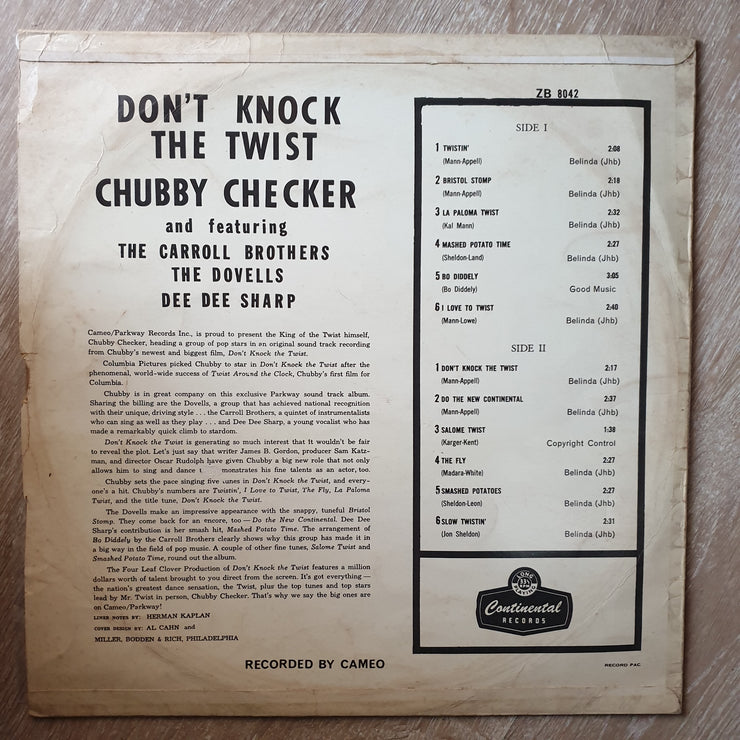 DON'T KNOCK
THE TWIST
CHUBBY CHECKER
and featuring
THE CARROLL BROTHERS
THE DOVELLS
DEE DEE SHARP
Cameo/Parkway Records Inc., is proud to present the King of the Twist himself,
Chubby Checker, heading a group of pop stars in an original sound track recording
from Chubby's newest and biggest film, Don't Knock the Twist.
Columbia Pictures picked Chubby to star in Don't Knock the Twist after the
phenomenal, world-wide success of Twist Around the Clock, Chubby's first film for
Columbia.
Chubby is in great company on this exclusive Parkway sound track album.
Sharing the billing are the Dovells, a group that has achieved national recognition
with their unique, driving style . . . the Carroll Brothers, a quintet of instrumentalists
who can sing as well as they play . . . and Dee Dee Sharp, a young vocalist who has
made a remarkably quick climb to stardom.
Don't Knock the Twist is generating so much interest that It wouldn't be fair
to reveal the plot. Let's just say that writer James B. Gordon, producer Sam Katz-
man, and director Oscar Rudolph have given Chubby a big new role that not only
allows him to sing and dance monstrates his fine talents as an actor, too.
Chubby sets the pace singing five tunes in Don't Knock the Twist, and every-
one's a hit. Chubby's numbers are Twistin', I Love to Twist, The Fly, La Paloma
Twist, and the title tune, Don't Knock the Twist.
The Dovells make an impressive appearance with the snappy, tuneful Bristol
Stomp. They come back for an encore, too — Do the New Continental. Dee Dee
Sharp's contribution is her smash hit, Mashed Potato Time. The arrangement of
Bo Diddely by the Carroll Brothers clearly shows why this group has made it in
a big way in the field of pop music. A couple of other fine tunes, Salome Twist and
Smashed Potato Time, round out the album.
The Four Leaf Clover Production of Don't Knock the Twist features a million
dollars worth of talent brought to you direct from the screen. It's got everything —
the nation's greatest dance sensation, the Twist, plus the top tunes and top stars
lead by Mr. Twist in person, Chubby Checker. That's why we say the big ones are
on Cameo/Parkway!
LINER NOTES BY: HERMAN KAPLAN
COVER DESIGN BY: AL CAHN and
MILLER, BODDEN & RICH, PHILADELPHIA
RECORDED BY CAMEO
ZB 8042
SIDE I
1 TWISTIN' 2:08
(Mann-Appell) Belinda (Jhb)
2 BRISTOL STOMP 2:18
(Mann-Appell) Belinda (Jhb)
3 LA PALOMA TWIST 2:32
(Kal Mann) Belinda (Jhb)
4 MASHED POTATO TIME 2:27
(Sheldon-Land) Belinda (Jhb)
5 BO DIDDELY 3:05
(Bo Diddely) Good Music
6 I LOVE TO TWIST 2:40
(Mann-Lowe) Belinda (Jhb)
SIDE II
1 DON'T KNOCK THE TWIST 2:17
(Mann-Appell) Belinda (Jhb)
2 DO THE NEW CONTINENTAL 2:37
(Mann-Appell) Belinda (Jhb)
3 SALOME TWIST 1:38
(Karger-Kent) Copyright Control
4 THE FLY 2:27
(Madara-White) Belinda (Jhb)
5 SMASHED POTATOES 2:27
(Sheldon-Leon) Belinda (Jhb)
6 SLOW TWISTIN' 2:31
(Jon Sheldon) Belinda (Jhb)
LONG
33⅓
R.P.M.
PLAYING
Continental
RECORDS
RECORD PAC